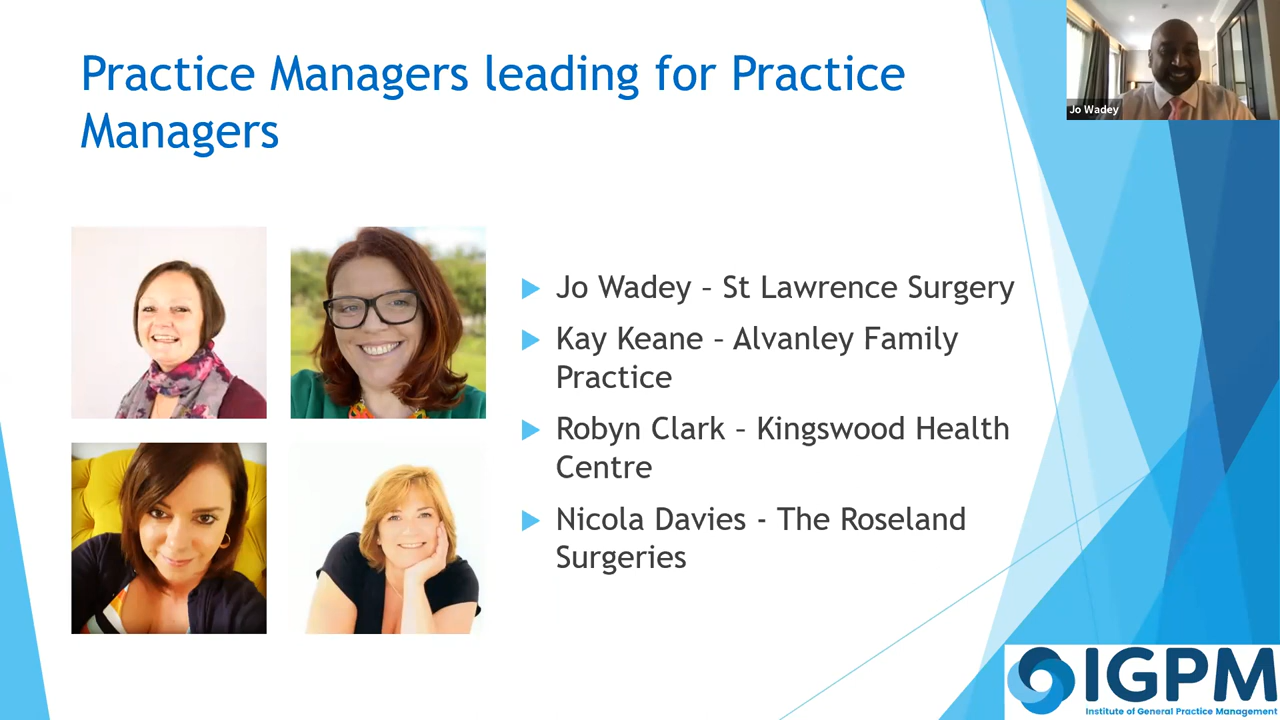 Practice Managers leading for Practice
Managers
Jo Wadey
Jo Wadey – St Lawrence Surgery
Kay Keane – Alvanley Family
Practice
Robyn Clark – Kingswood Health
Centre
Nicola Davies - The Roseland
Surgeries
IGPM
Institute of General Practice Management